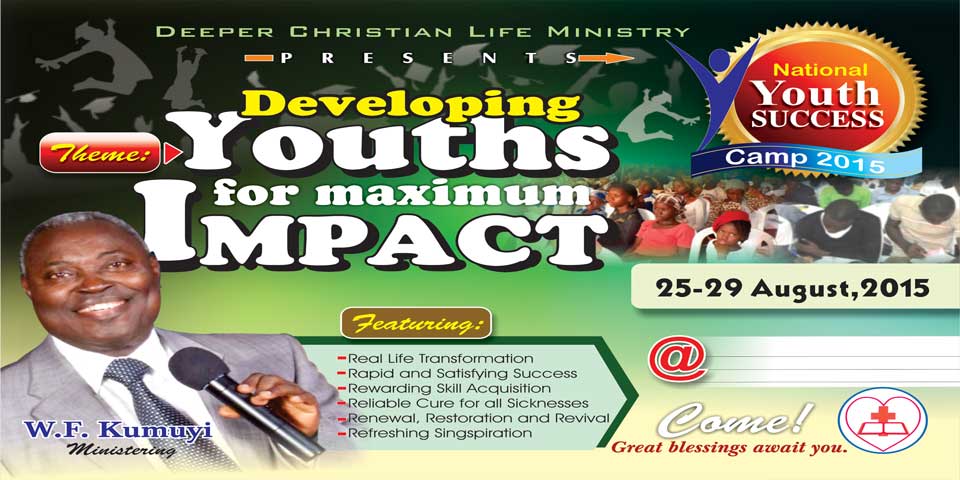 DEEPER CHRISTIAN LIFE MINISTRY
PRESENTS
National
Youth
SUCCESS
Camp 2015
Theme:
Developing
Youths
for maximum
IMPACT
25-29 August,2015
Featuring:
Real Life Transformation
Rapid and Satisfying Success
Rewarding Skill Acquisition
Reliable Cure for all Sicknesses
Renewal, Restoration and Revival
Refreshing Singspiration
@
W.F. Kumuyi
Ministering
Come!
Great blessings await you.